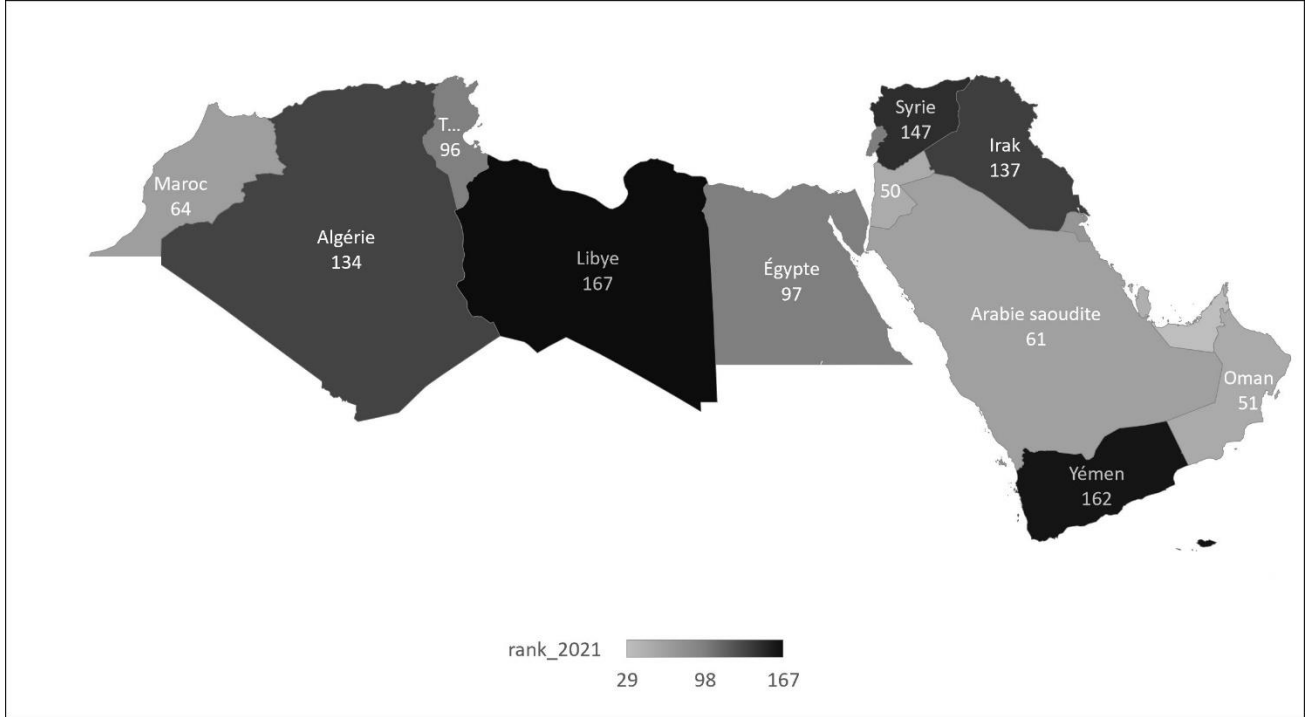 Maroc
64
Algérie
134
T...
96
Libye
167
Égypte
97
Syrie
147
Irak
137
50
Arabie saoudite
61
Oman
51
Yémen
162
rank_2021
29 98 167